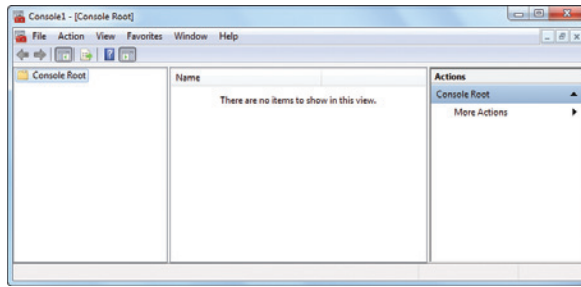 Console1 - [Console Root]
File Action View Favorites Window Help
Console Root
Name
There are no items to show in this view.
Actions
Console Root
More Actions